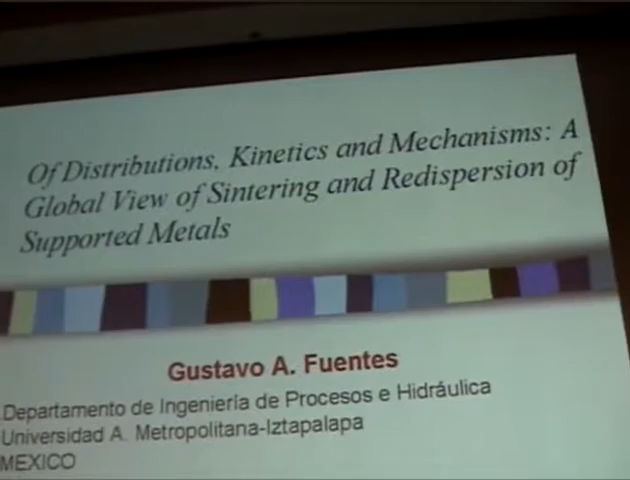 Of Distributions, Kinetics and Mechanisms: A
Global View of Sintering and Redispersion of
Supported Metals
Gustavo A. Fuentes
Departamento de Ingeniería de Procesos e Hidráulica
Universidad A. Metropolitana-Iztapalapa
MEXICO